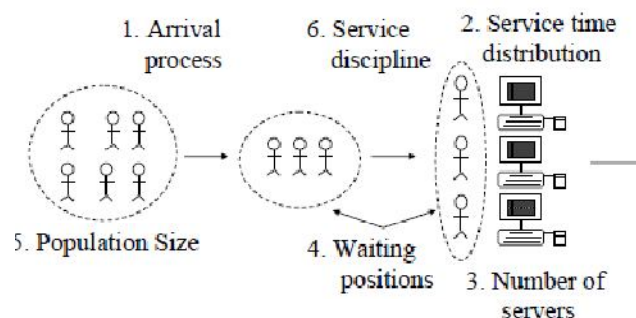 1. Arrival
process
6. Service
discipline
2. Service time
distribution
5. Population Size
4. Waiting
positions
3. Number of
servers